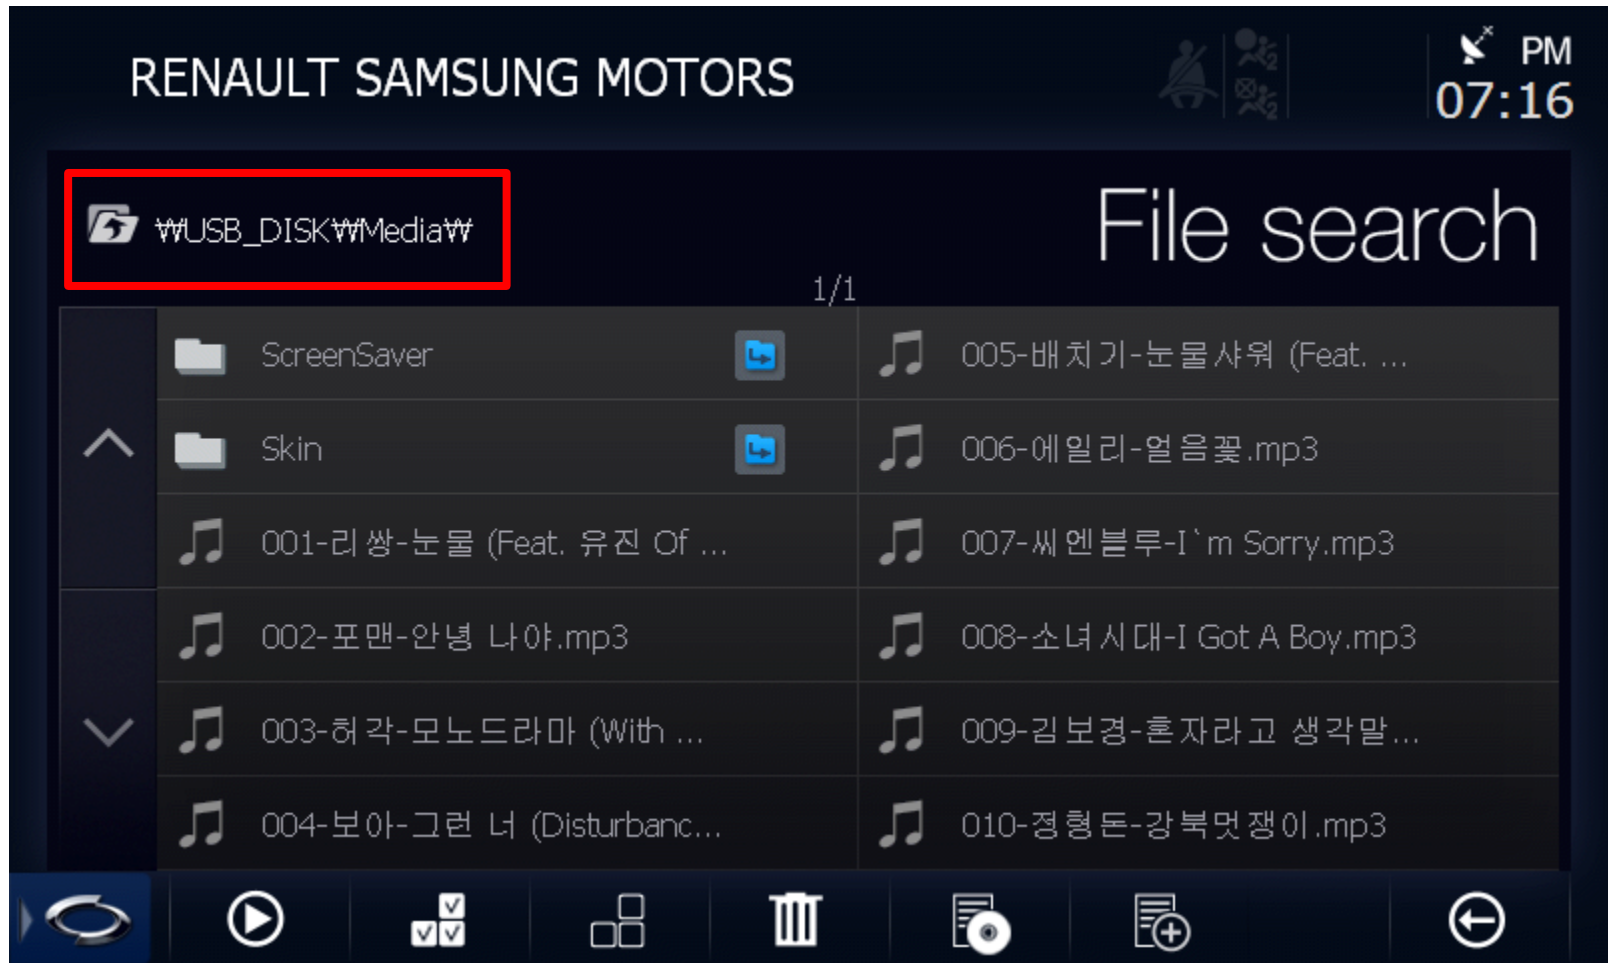 RENAULT SAMSUNG MOTORS
PM
07:16
₩USB_DISK₩Media₩
File search
1/1
ScreenSaver
Skin
001-리쌍-눈물 (Feat. 유진 Of ...
002-포맨-안녕 나야.mp3
003-허각-모노드라마 (With ...
004-보아-그런 너 (Disturbanc...
005-배치기-눈물샤워 (Feat. ...
006-에일리-얼음꽃.mp3
007-씨엔블루-I`m Sorry.mp3
008-소녀시대-I Got A Boy.mp3
009-김보경-혼자라고 생각말...
010-정형돈-강북멋쟁이.mp3